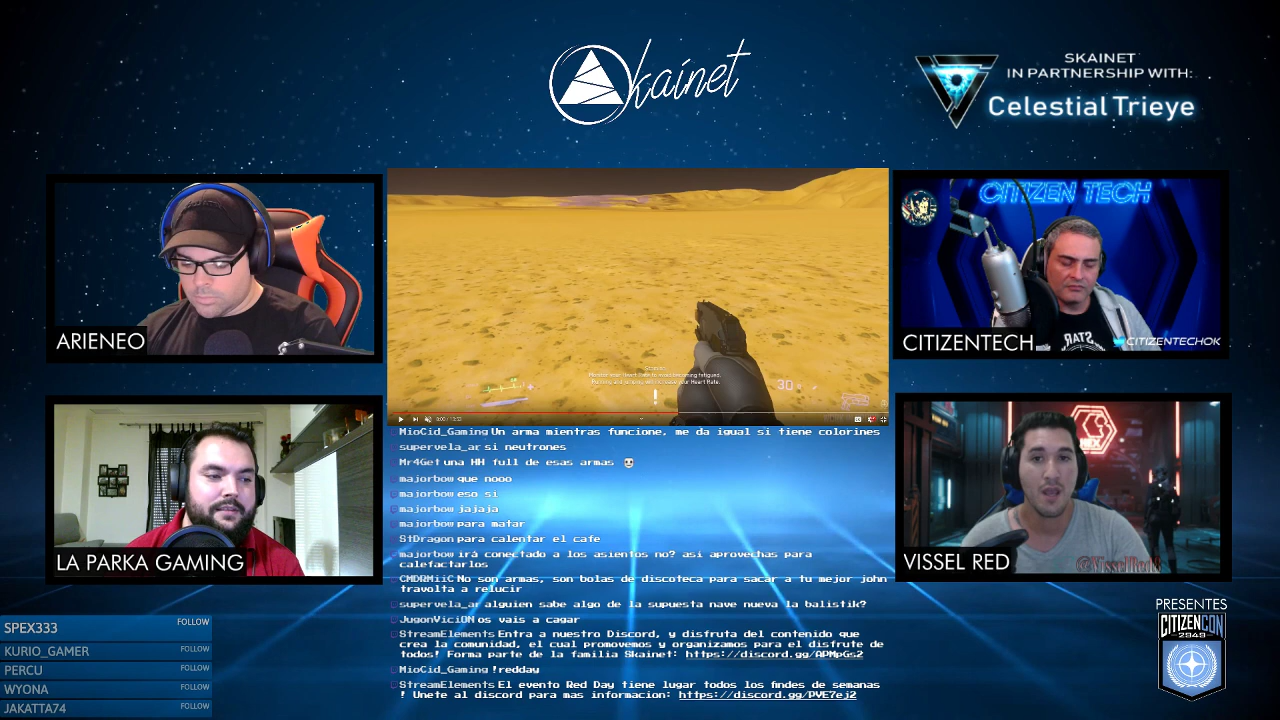 kainet
SKAINET
IN PARTNERSHIP WITH:
Celestial Trieye
ARIENEO
CITIZEN TECH
CITIZENTECH
STAR
CITIZENTECHOK
30
LA PARKA GAMING
HEX
VISSEL RED
@VisselRed
MioCid_Gaming Un arma mientras funcione, me da igual si tiene colorines
supervela_ar si neutrones
Mr4Get una HH full de esas armas
majorbow que nooo
majorbow eso si
majorbow jajaja
majorbow para matar
StDragon para calentar el cafe
majorbow irá conectado a los asientos no? asi aprovechas para
calefactarlos
CMDRMiiC No son armas, son bolas de discoteca para sacar a tu mejor john
travolta a relucir
supervela_ar alguien sabe algo de la supuesta nave nueva la balistik?
JugonViciON os vais a cagar
StreamElements Entra a nuestro Discord, y disfruta del contenido que
crea la comunidad, el cual promovemos y organizamos para el disfrute de
todos! Forma parte de la familia Skainet: https://discord.gg/APMpGs2
MioCid_Gaming !redday
StreamElements El evento Red Day tiene lugar todos los findes de semanas
! Unete al discord para mas informacion: https://discord.gg/PVE7ej2
SPEX333 FOLLOW
KURIO_GAMER FOLLOW
PERCU FOLLOW
WYONA FOLLOW
JAKATTA74 FOLLOW
PRESENTES
CITIZENCON
2949